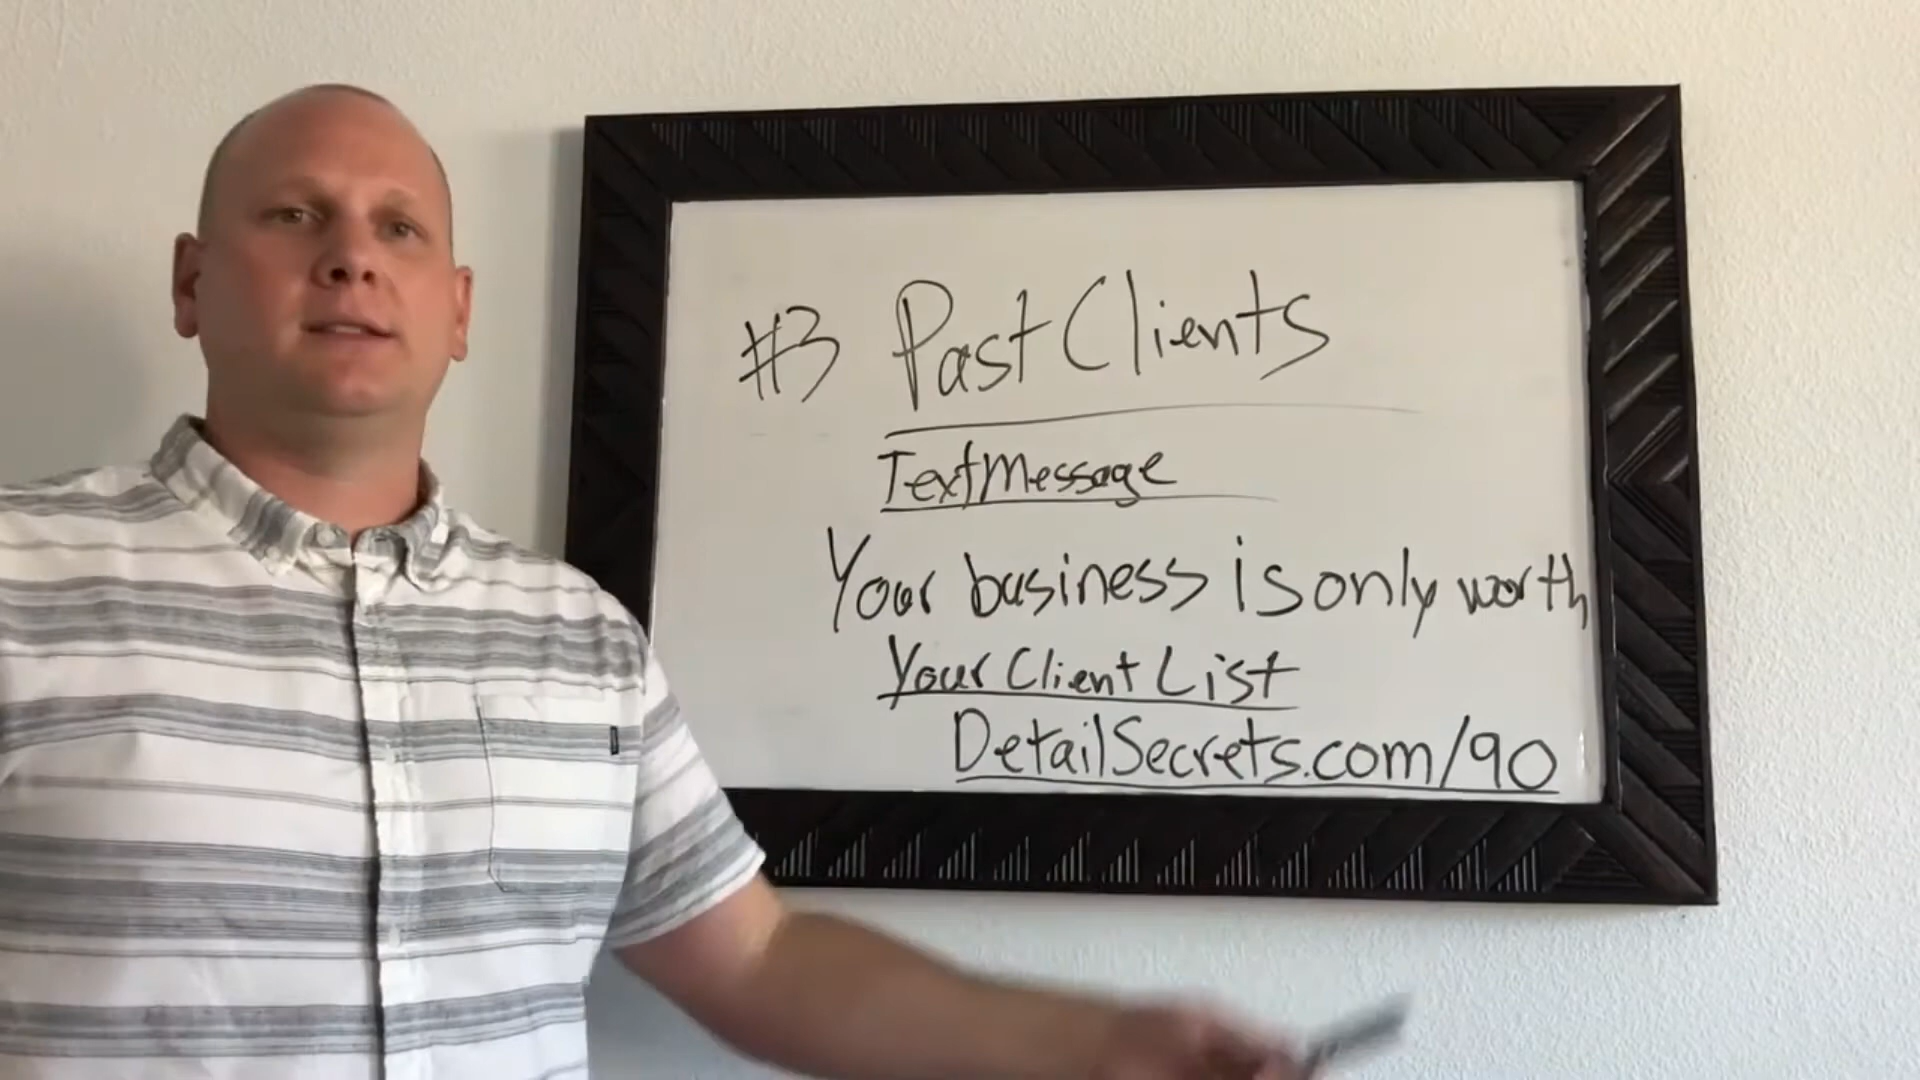 #3 Past Clients
Text Message
Your business is only worth
Your Client List
DetailSecrets.com/90